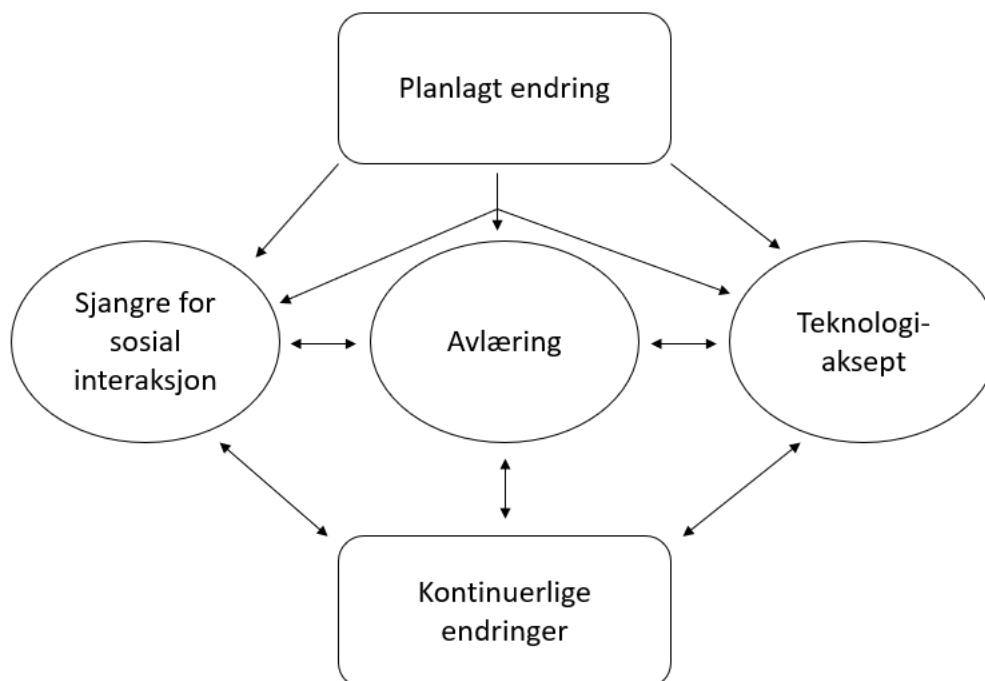 Planlagt endring
Sjangre for
sosial
interaksjon
Avlæring
Teknologi-
aksept
Kontinuerlige
endringer